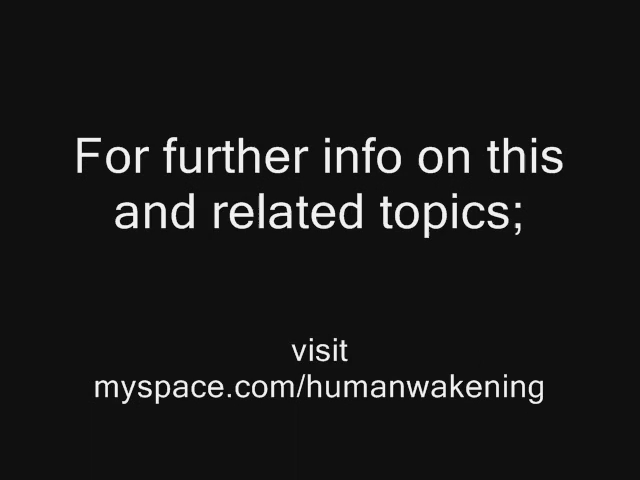 For further info on this
and related topics;
visit
myspace.com/humanwakening